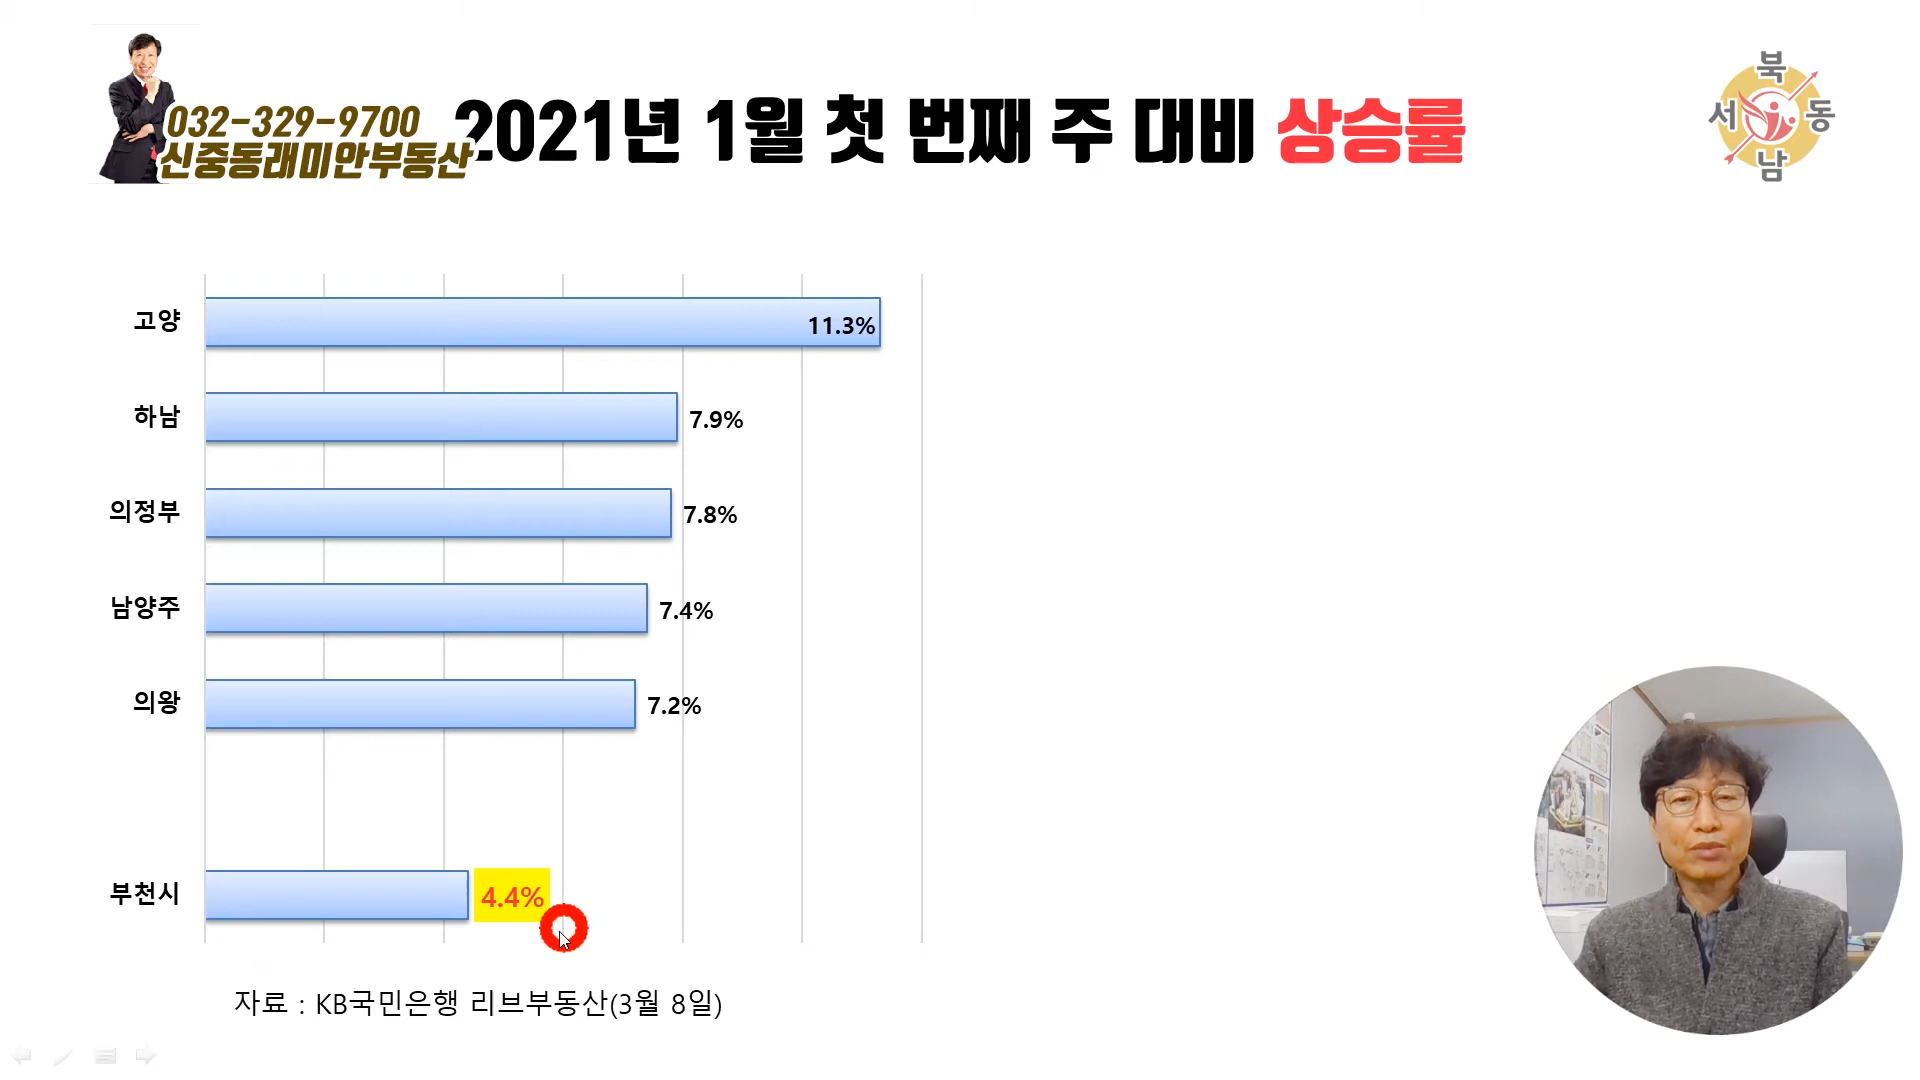 032-329-9700
신중동래미안부동산
2021년 1월 첫 번째 주 대비 상승률
북
서 동
남
고양 11.3%
하남 7.9%
의정부 7.8%
남양주 7.4%
의왕 7.2%
부천시 4.4%
자료 : KB국민은행 리브부동산(3월 8일)